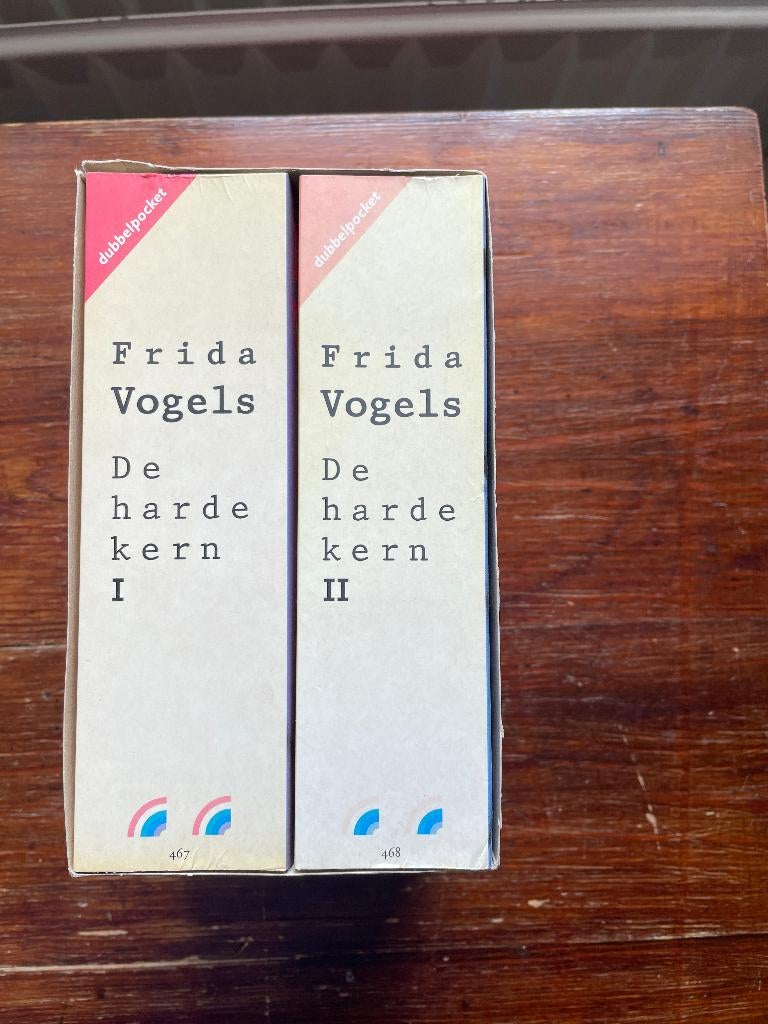 dubbelpocket
Frida
Vogels
De
harde
kern
I
467
dubbelpocket
Frida
Vogels
De
harde
kern
II
468